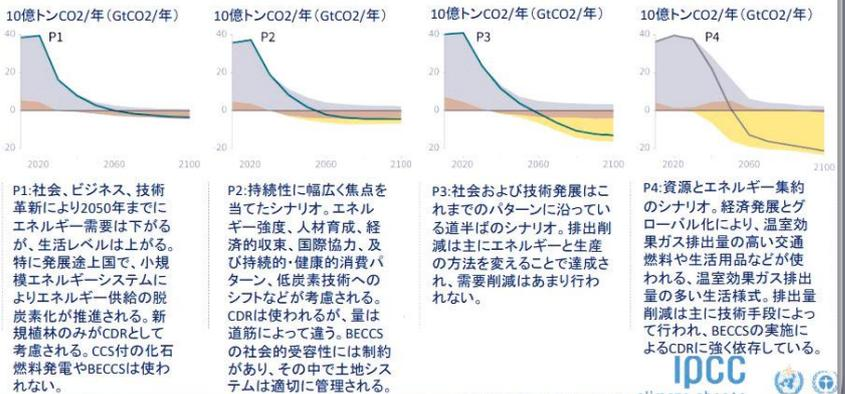 10億トンCO2/年(GtCO2/年)
P1
40
20
0
20
2020
2060
2100
P1:社会、ビジネス、技術
革新により2050年までに
エネルギー需要は下がる
が、生活レベルは上がる。
特に発展途上国で、小規
模エネルギーシステムに
よりエネルギー供給の脱
炭素化が推進される。新
規植林のみがCDRとして
考慮される。CCS付の化石
燃料発電やBECCSは使わ
れない。
10億トンCO2/年(GtCO2/年)
P2
40
20
0
20
2020
2060
2100
P2:持続性に幅広く焦点を
当てたシナリオ。エネル
ギー強度、人材育成、経
済的収束、国際協力、及
び持続的・健康的消費パ
ターン、低炭素技術への
シフトなどが考慮される。
CDRは使われるが、量は
道筋によって違う。BECCS
の社会的受容性には制約
があり、その中で土地シス
テムは適切に管理される。
10億トンCO2/年(GtCO2/年)
P3
40
20
0
20
2020
2060
2100
P3:社会および技術発展はこ
れまでのパターンに沿ってい
る道半ばのシナリオ。排出削
減は主にエネルギーと生産
の方法を変えることで達成さ
れ、需要削減はあまり行わ
れない。
10億トンCO2/年(GtCO2/年)
P4
40
20
0
20
2020
2060
2100
P4:資源とエネルギー集約
のシナリオ。経済発展とグ
ローバル化により、温室効
果ガス排出量の高い交通
燃料や生活用品などが使
われる、温室効果ガス排出
量の多い生活様式。排出量
削減は主に技術手段によっ
て行われ、BECCSの実施に
よるCDRに強く依存している。
ipcc